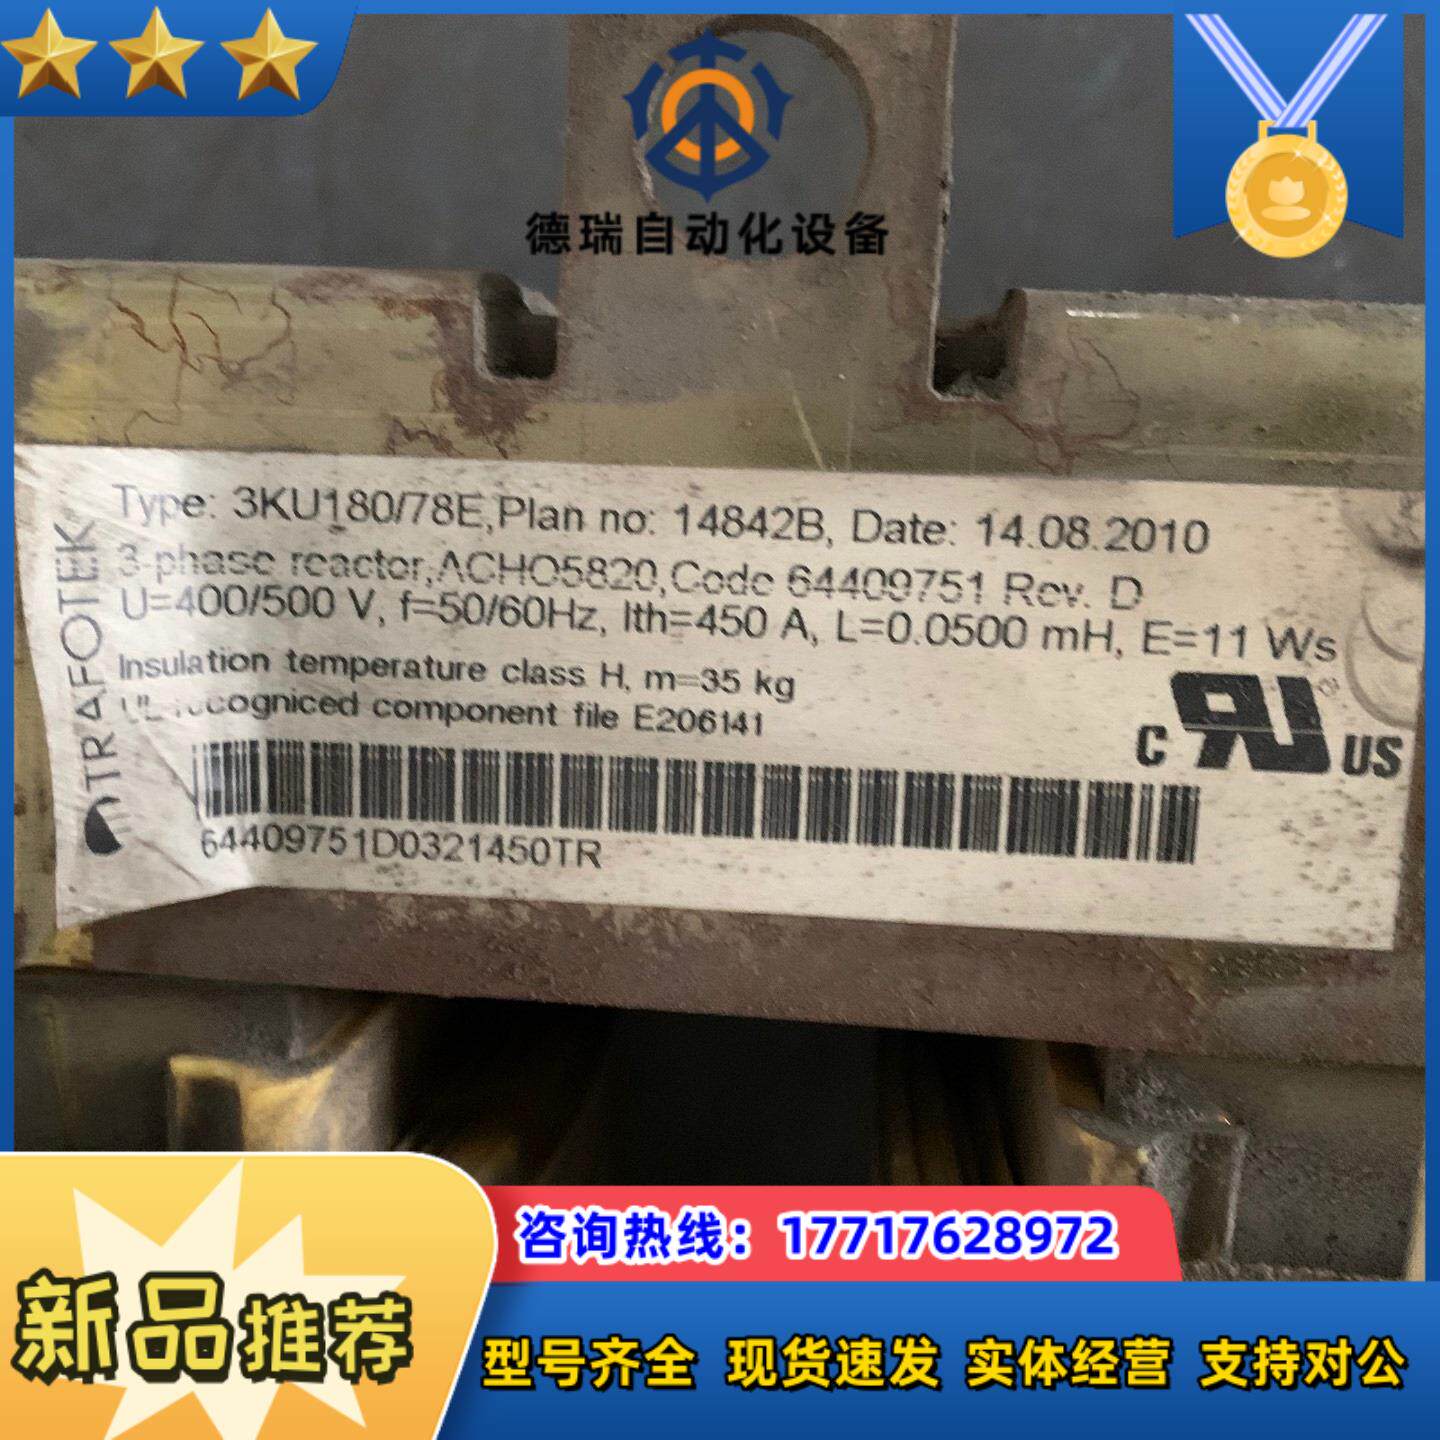 德瑞自动化设备
TRAFOTEK
Type: 3KU180/78E,Plan no: 14842B, Date: 14.08.2010
3-phase reactor,ACHO5820,Code 64409751 Rev. D
U=400/500 V, f=50/60Hz, Ith=450 A, L=0.0500 mH, E=11 Ws
Insulation temperature class H, m=35 kg
UL recogniced component file E206141
C US
64409751D0321450TR
咨询热线：17717628972
新品推荐
型号齐全 现货速发 实体经营 支持对公